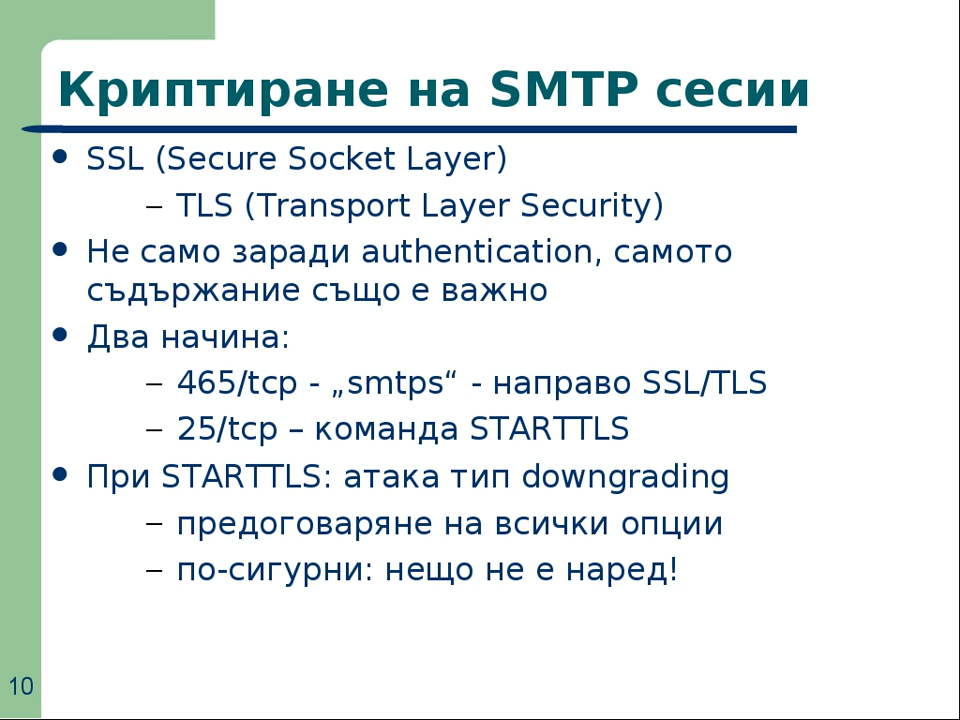 Криптиране на SMTP сесии
SSL (Secure Socket Layer)
– TLS (Transport Layer Security)
Не само заради authentication, самото
съдържание също е важно
Два начина:
– 465/tcp - „smtps“ - направо SSL/TLS
– 25/tcp – команда STARTTLS
При STARTTLS: атака тип downgrading
– предоговаряне на всички опции
– по-сигурни: нещо не е наред!
10